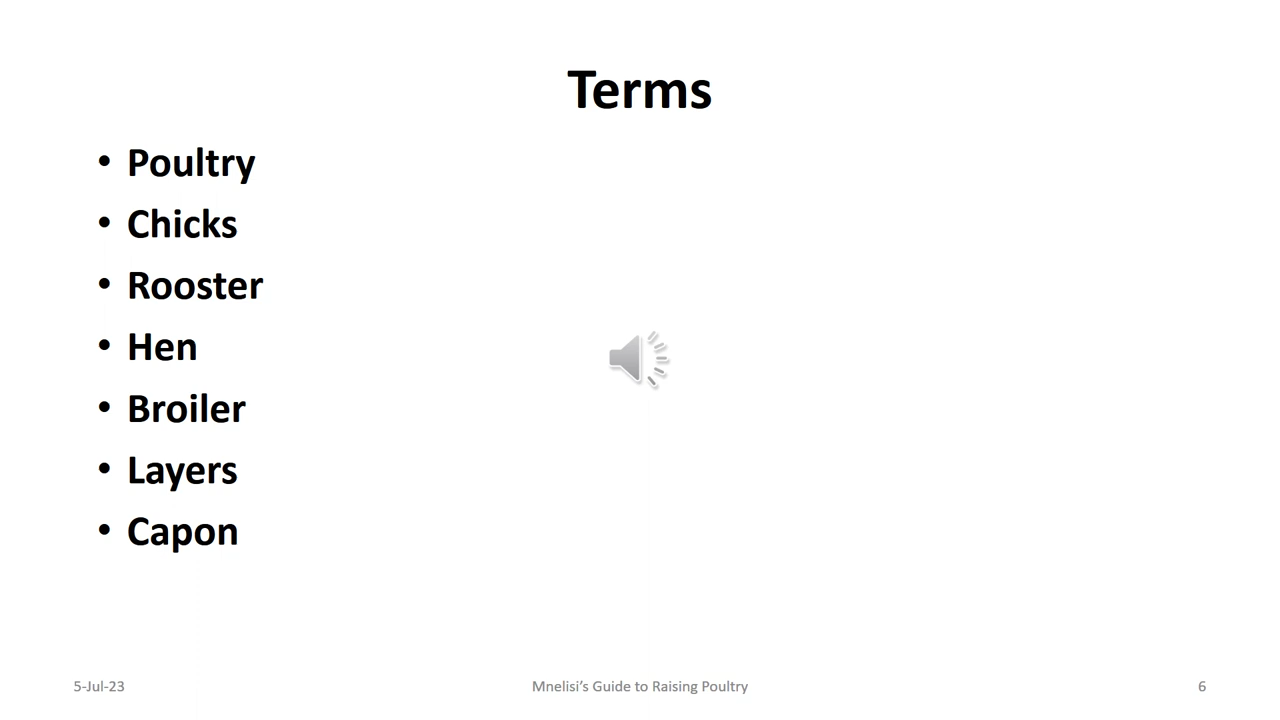 Terms
• Poultry
• Chicks
• Rooster
• Hen
• Broiler
• Layers
• Capon
5-Jul-23
Mnelisi’s Guide to Raising Poultry
6